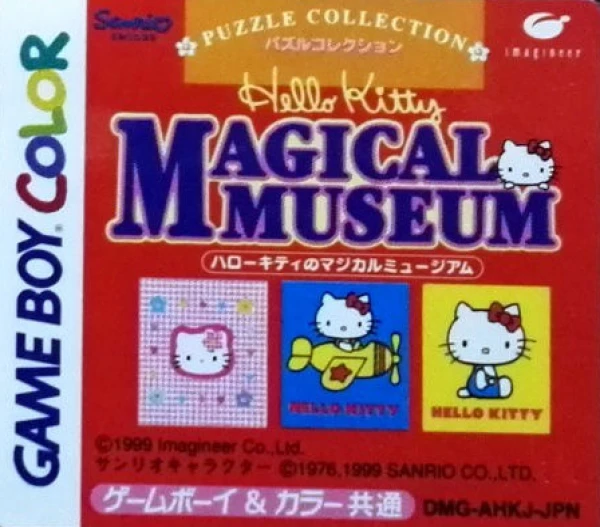 Sanrio
PUZZLE COLLECTION
パズルコレクション
imagineer
Hello Kitty
MAGICAL
MUSEUM
ハローキティのマジカルミュージアム
GAME BOY COLOR
HELLO KITTY
HELLO KITTY
©1999 Imagineer Co.,Ltd.
サンリオキャラクター ©1976,1999 SANRIO CO.,LTD.
ゲームボーイ & カラー共通
DMG-AHKJ-JPN